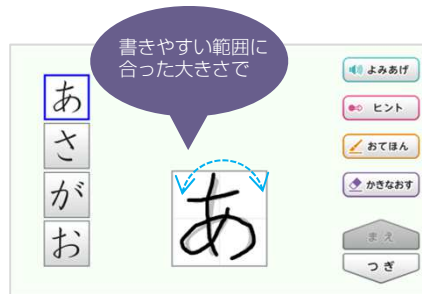 書きやすい範囲に
合った大きさで
あ
さ
が
お
あ
よみあげ
ヒント
おてほん
かきなおす
まえ
つぎ